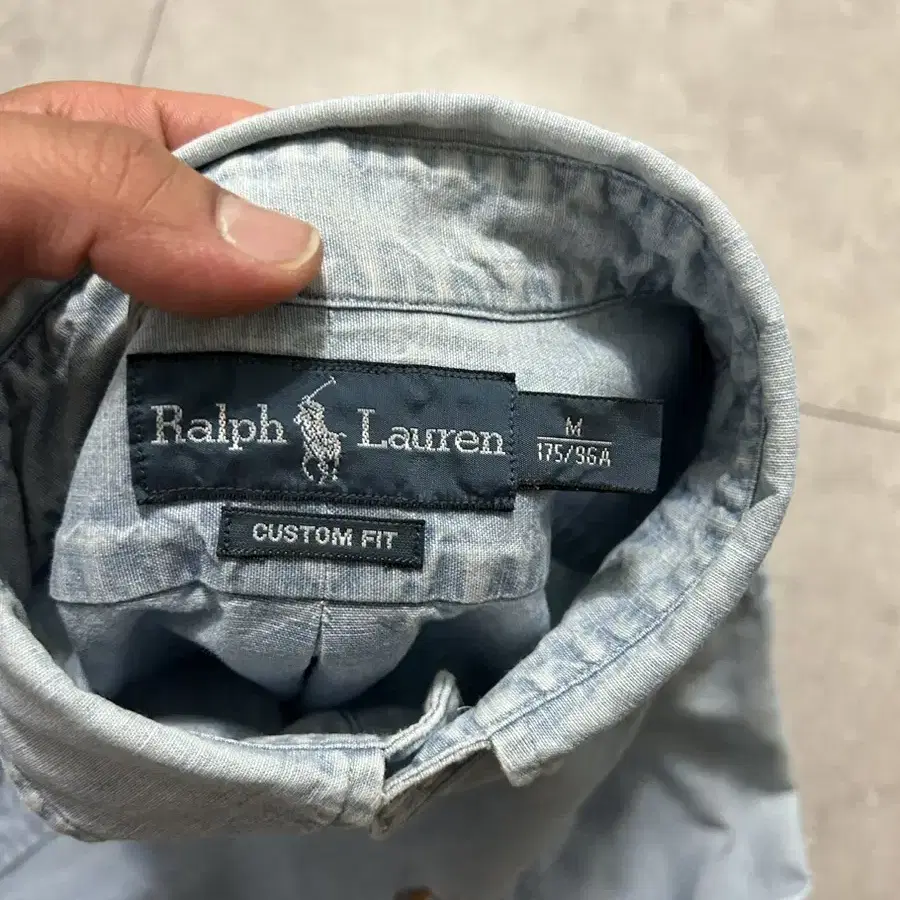 Ralph Lauren
M
175/96A
CUSTOM FIT